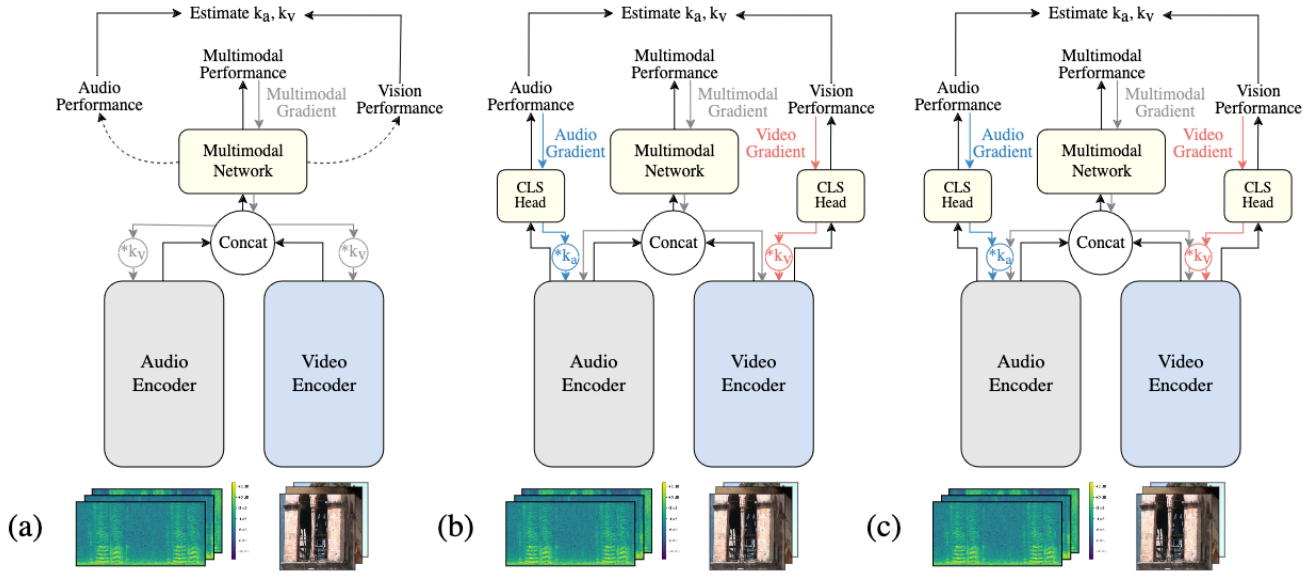 Estimate kₐ, kᵥ
Multimodal
Performance
Audio
Performance
Multimodal
Gradient
Vision
Performance
Multimodal
Network
*kᵥ
Concat
*kᵥ
Audio
Encoder
Video
Encoder
(a)
Estimate kₐ, kᵥ
Multimodal
Performance
Audio
Performance
Multimodal
Gradient
Vision
Performance
Audio
Gradient
Multimodal
Network
Video
Gradient
CLS
Head
CLS
Head
*kₐ
Concat
*kᵥ
Audio
Encoder
Video
Encoder
(b)
Estimate kₐ, kᵥ
Multimodal
Performance
Audio
Performance
Multimodal
Gradient
Vision
Performance
Audio
Gradient
Multimodal
Network
Video
Gradient
CLS
Head
CLS
Head
*kₐ
Concat
*kᵥ
Audio
Encoder
Video
Encoder
(c)